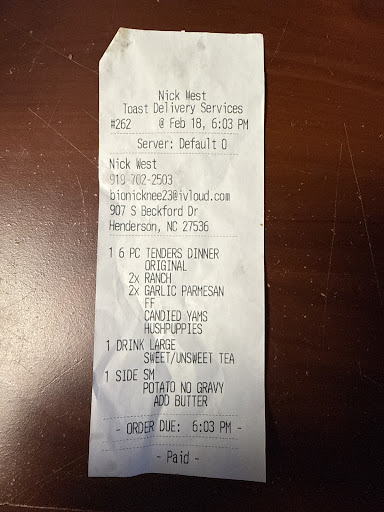 Nick West
Toast Delivery Services
#262 @ Feb 18, 6:03 PM
Server: Default O
Nick West
919-702-2503
bionicknee23@ivloud.com
907 S Beckford Dr
Henderson, NC 27536
1 6 PC TENDERS DINNER
ORIGINAL
2x RANCH
2x GARLIC PARMESAN
FF
CANDIED YAMS
HUSHPUPPIES
1 DRINK LARGE
SWEET/UNSWEET TEA
1 SIDE SM
POTATO NO GRAVY
ADD BUTTER
- ORDER DUE: 6:03 PM -
- Paid -